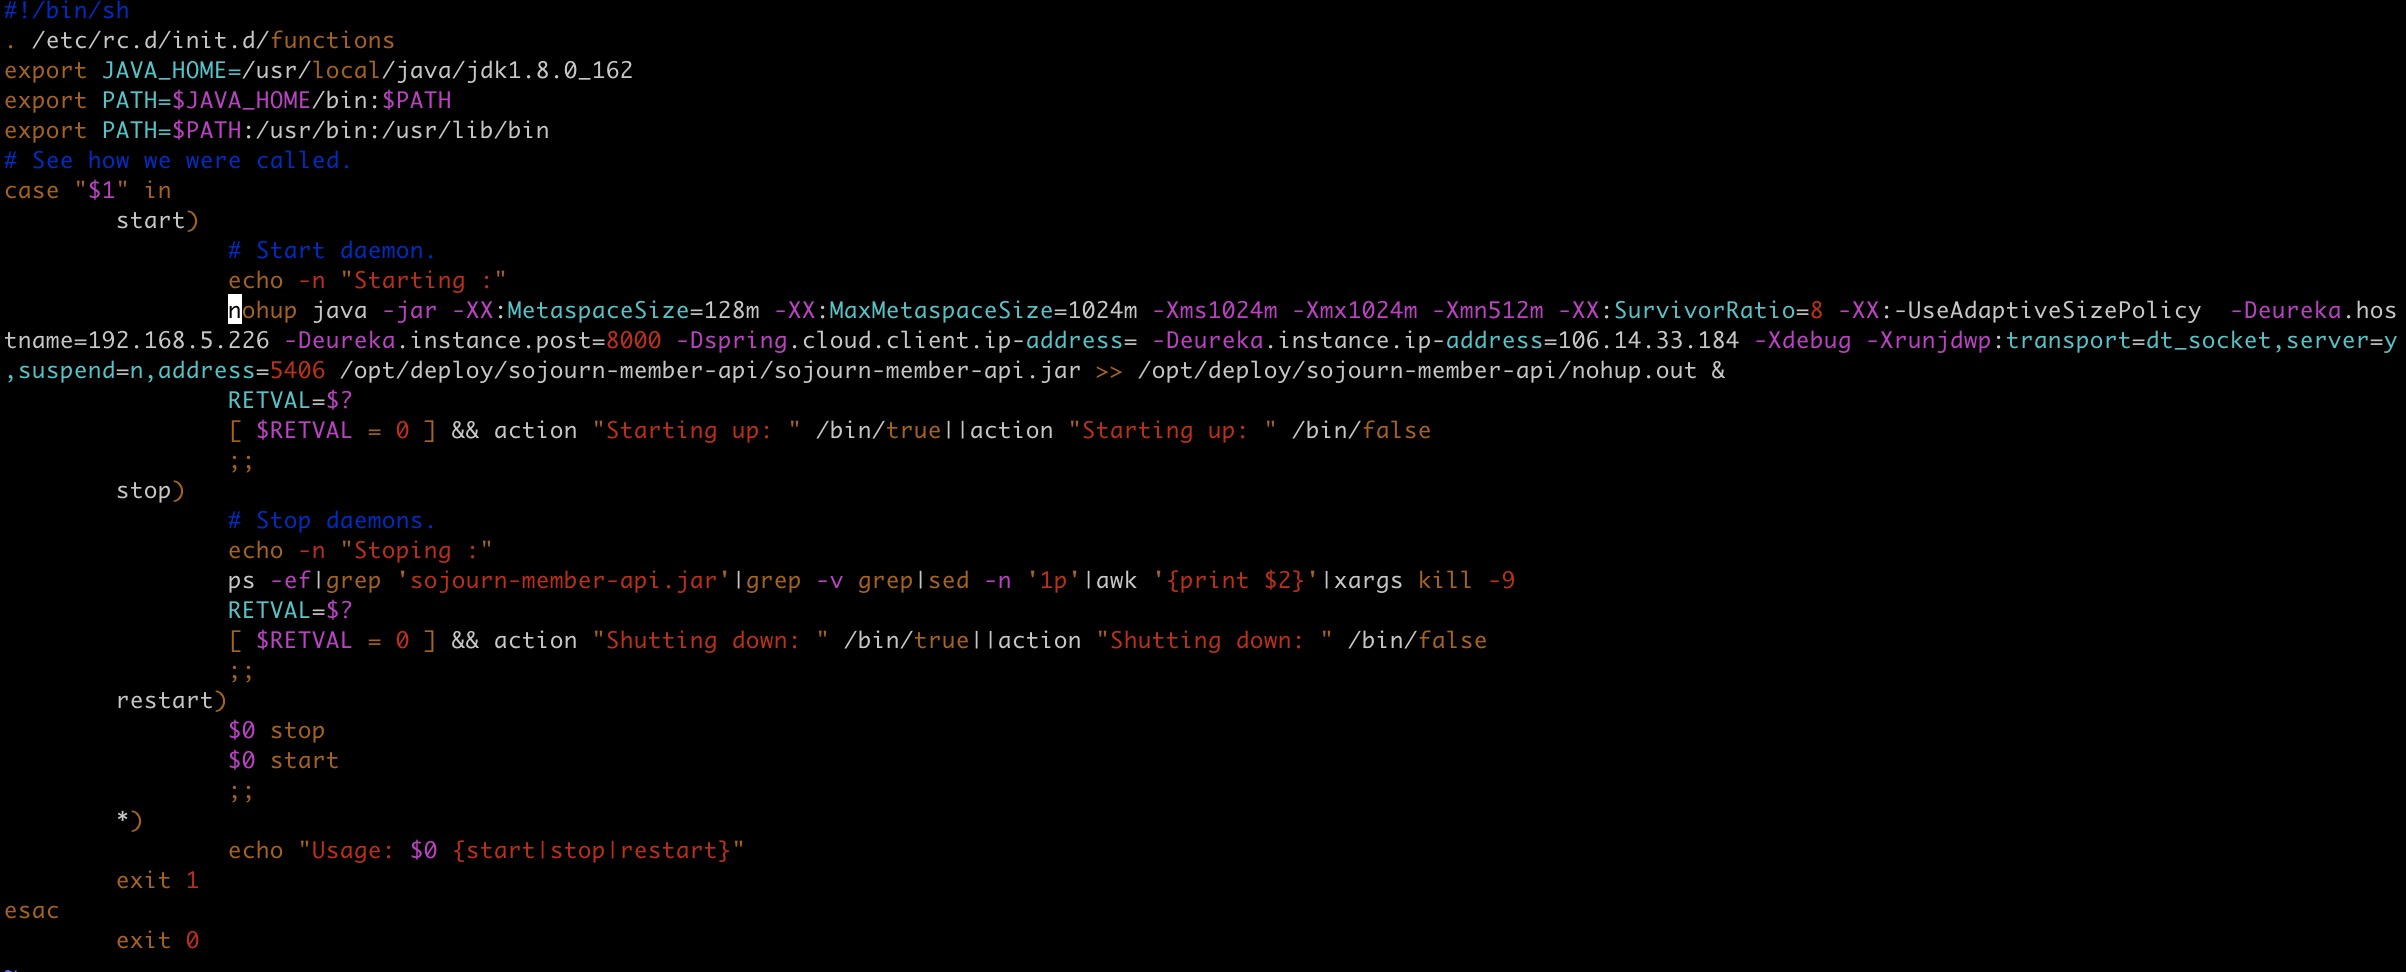 #!/bin/sh
. /etc/rc.d/init.d/functions
export JAVA_HOME=/usr/local/java/jdk1.8.0_162
export PATH=$JAVA_HOME/bin:$PATH
export PATH=$PATH:/usr/bin:/usr/lib/bin
# See how we were called.
case "$1" in
        start)
                # Start daemon.
                echo -n "Starting :"
                nohup java -jar -XX:MetaspaceSize=128m -XX:MaxMetaspaceSize=1024m -Xms1024m -Xmx1024m -Xmn512m -XX:SurvivorRatio=8 -XX:-UseAdaptiveSizePolicy  -Deureka.hos
tname=192.168.5.226 -Deureka.instance.post=8000 -Dspring.cloud.client.ip-address= -Deureka.instance.ip-address=106.14.33.184 -Xdebug -Xrunjdwp:transport=dt_socket,server=y
,suspend=n,address=5406 /opt/deploy/sojourn-member-api/sojourn-member-api.jar >> /opt/deploy/sojourn-member-api/nohup.out &
                RETVAL=$?
                [ $RETVAL = 0 ] && action "Starting up: " /bin/true||action "Starting up: " /bin/false
                ;;
        stop)
                # Stop daemons.
                echo -n "Stoping :"
                ps -ef|grep 'sojourn-member-api.jar'|grep -v grep|sed -n '1p'|awk '{print $2}'|xargs kill -9
                RETVAL=$?
                [ $RETVAL = 0 ] && action "Shutting down: " /bin/true||action "Shutting down: " /bin/false
                ;;
        restart)
                $0 stop
                $0 start
                ;;
        *)
                echo "Usage: $0 {start|stop|restart}"
        exit 1
esac
        exit 0
~